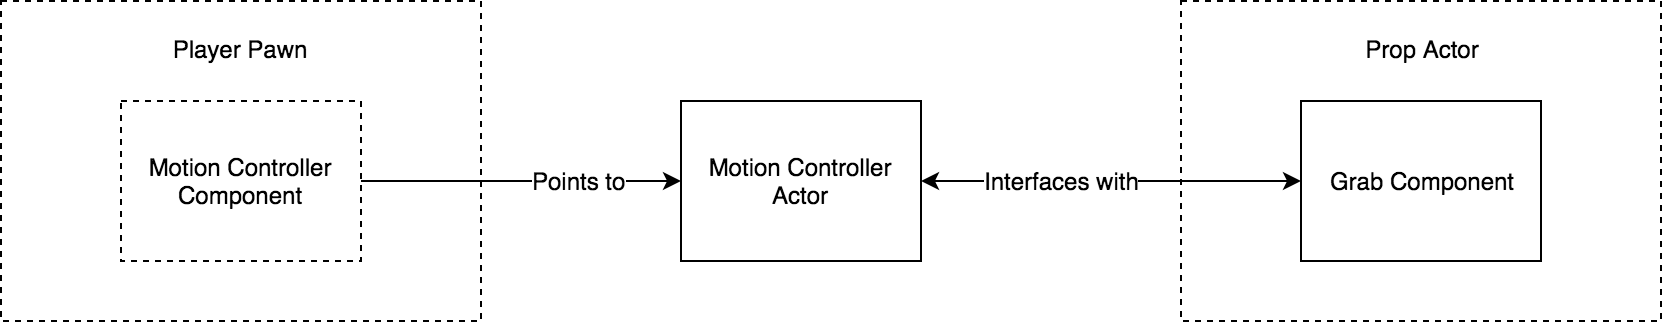 Player Pawn
Prop Actor
Motion Controller
Component
Points to
Motion Controller
Actor
Interfaces with
Grab Component